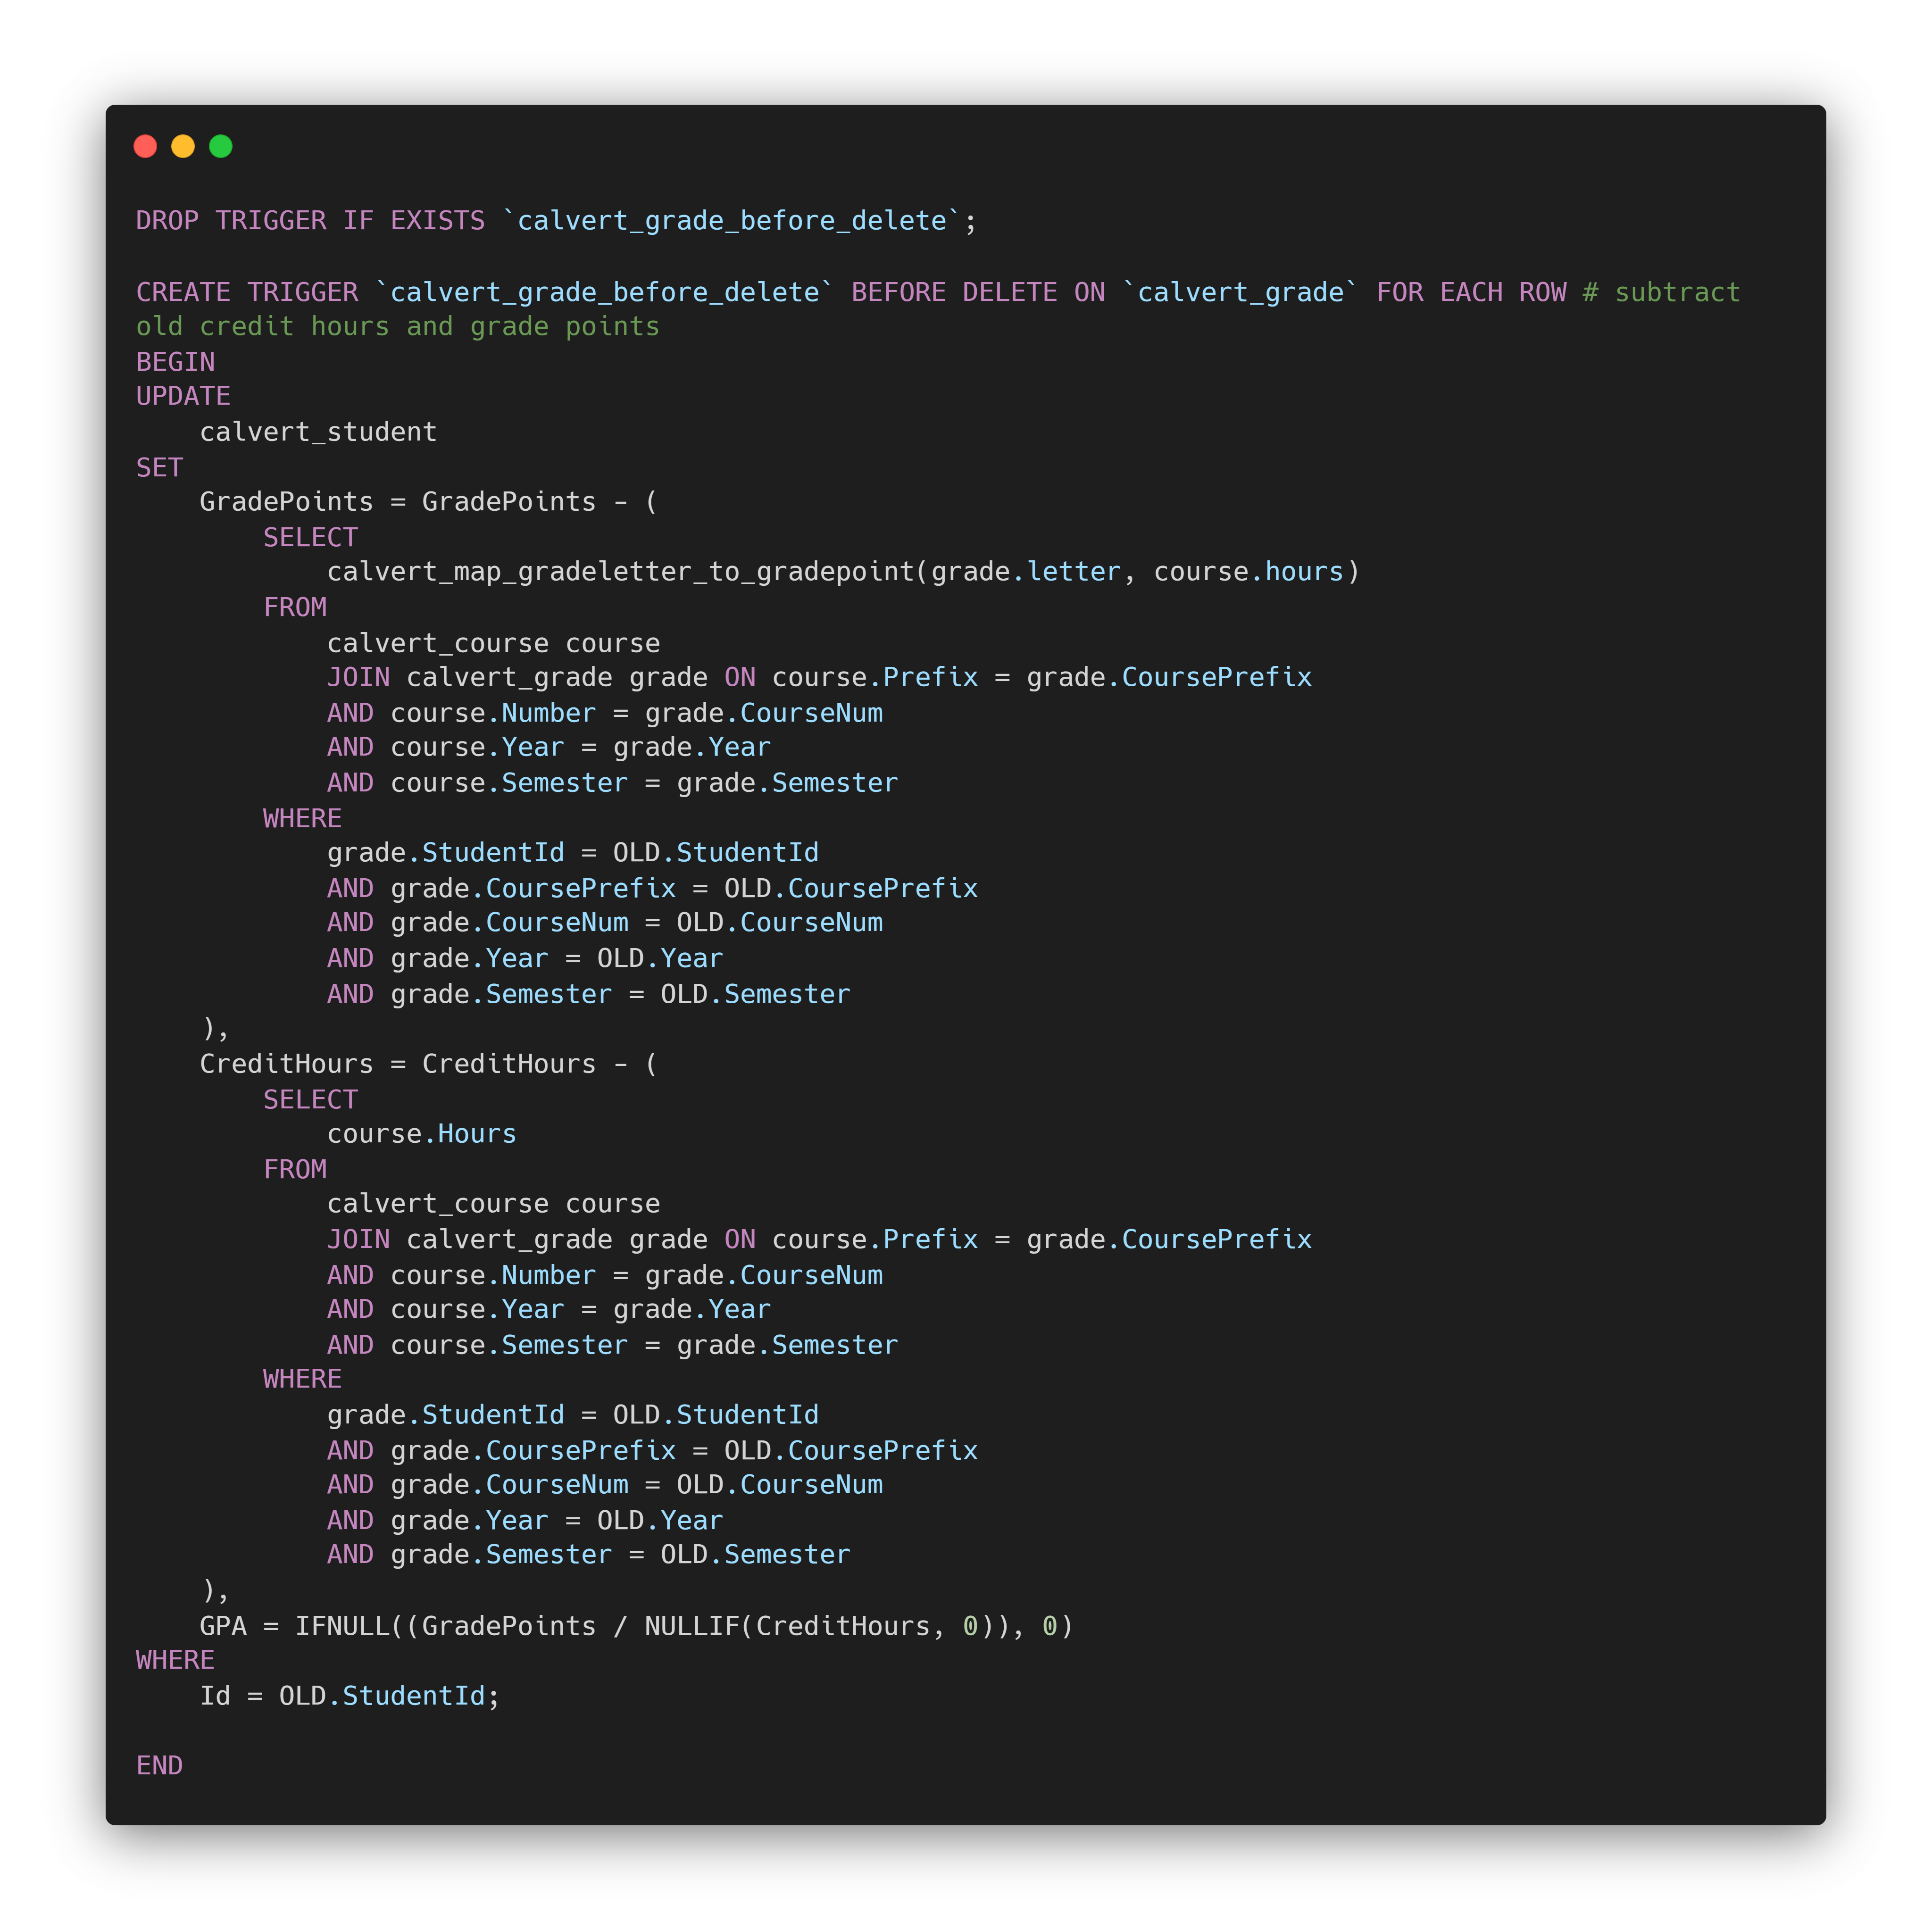 DROP TRIGGER IF EXISTS `calvert_grade_before_delete`;
CREATE TRIGGER `calvert_grade_before_delete` BEFORE DELETE ON `calvert_grade` FOR EACH ROW # subtract
old credit hours and grade points
BEGIN
UPDATE
    calvert_student
SET
    GradePoints = GradePoints - (
        SELECT
            calvert_map_gradeletter_to_gradepoint(grade.letter, course.hours)
        FROM
            calvert_course course
            JOIN calvert_grade grade ON course.Prefix = grade.CoursePrefix
            AND course.Number = grade.CourseNum
            AND course.Year = grade.Year
            AND course.Semester = grade.Semester
        WHERE
            grade.StudentId = OLD.StudentId
            AND grade.CoursePrefix = OLD.CoursePrefix
            AND grade.CourseNum = OLD.CourseNum
            AND grade.Year = OLD.Year
            AND grade.Semester = OLD.Semester
    ),
    CreditHours = CreditHours - (
        SELECT
            course.Hours
        FROM
            calvert_course course
            JOIN calvert_grade grade ON course.Prefix = grade.CoursePrefix
            AND course.Number = grade.CourseNum
            AND course.Year = grade.Year
            AND course.Semester = grade.Semester
        WHERE
            grade.StudentId = OLD.StudentId
            AND grade.CoursePrefix = OLD.CoursePrefix
            AND grade.CourseNum = OLD.CourseNum
            AND grade.Year = OLD.Year
            AND grade.Semester = OLD.Semester
    ),
    GPA = IFNULL((GradePoints / NULLIF(CreditHours, 0)), 0)
WHERE
    Id = OLD.StudentId;
END